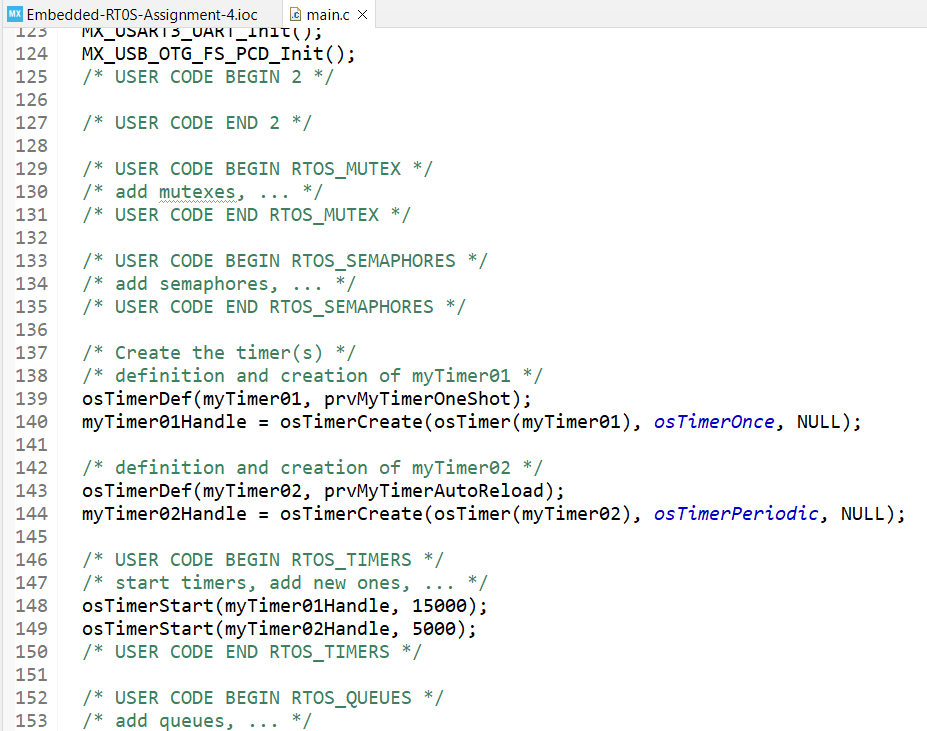 MX Embedded-RT0S-Assignment-4.ioc
.c main.c
123 MX_USART3_UART_Init();
124 MX_USB_OTG_FS_PCD_Init();
125 /* USER CODE BEGIN 2 */
126
127 /* USER CODE END 2 */
128
129 /* USER CODE BEGIN RTOS_MUTEX */
130 /* add mutexes, ... */
131 /* USER CODE END RTOS_MUTEX */
132
133 /* USER CODE BEGIN RTOS_SEMAPHORES */
134 /* add semaphores, ... */
135 /* USER CODE END RTOS_SEMAPHORES */
136
137 /* Create the timer(s) */
138 /* definition and creation of myTimer01 */
139 osTimerDef(myTimer01, prvMyTimerOneShot);
140 myTimer01Handle = osTimerCreate(osTimer(myTimer01), osTimerOnce, NULL);
141
142 /* definition and creation of myTimer02 */
143 osTimerDef(myTimer02, prvMyTimerAutoReload);
144 myTimer02Handle = osTimerCreate(osTimer(myTimer02), osTimerPeriodic, NULL);
145
146 /* USER CODE BEGIN RTOS_TIMERS */
147 /* start timers, add new ones, ... */
148 osTimerStart(myTimer01Handle, 15000);
149 osTimerStart(myTimer02Handle, 5000);
150 /* USER CODE END RTOS_TIMERS */
151
152 /* USER CODE BEGIN RTOS_QUEUES */
153 /* add queues, ... */